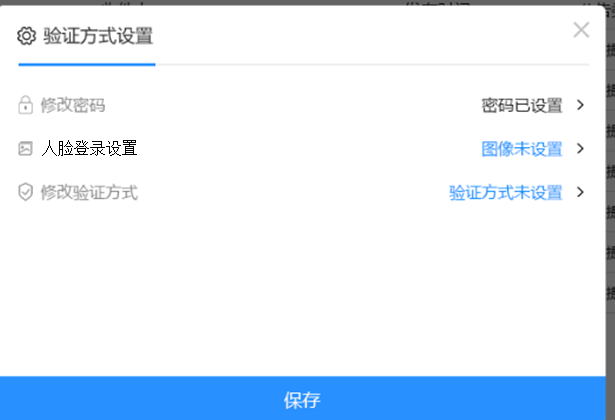 验证方式设置
修改密码 密码已设置
人脸登录设置 图像未设置
修改验证方式 验证方式未设置
保存